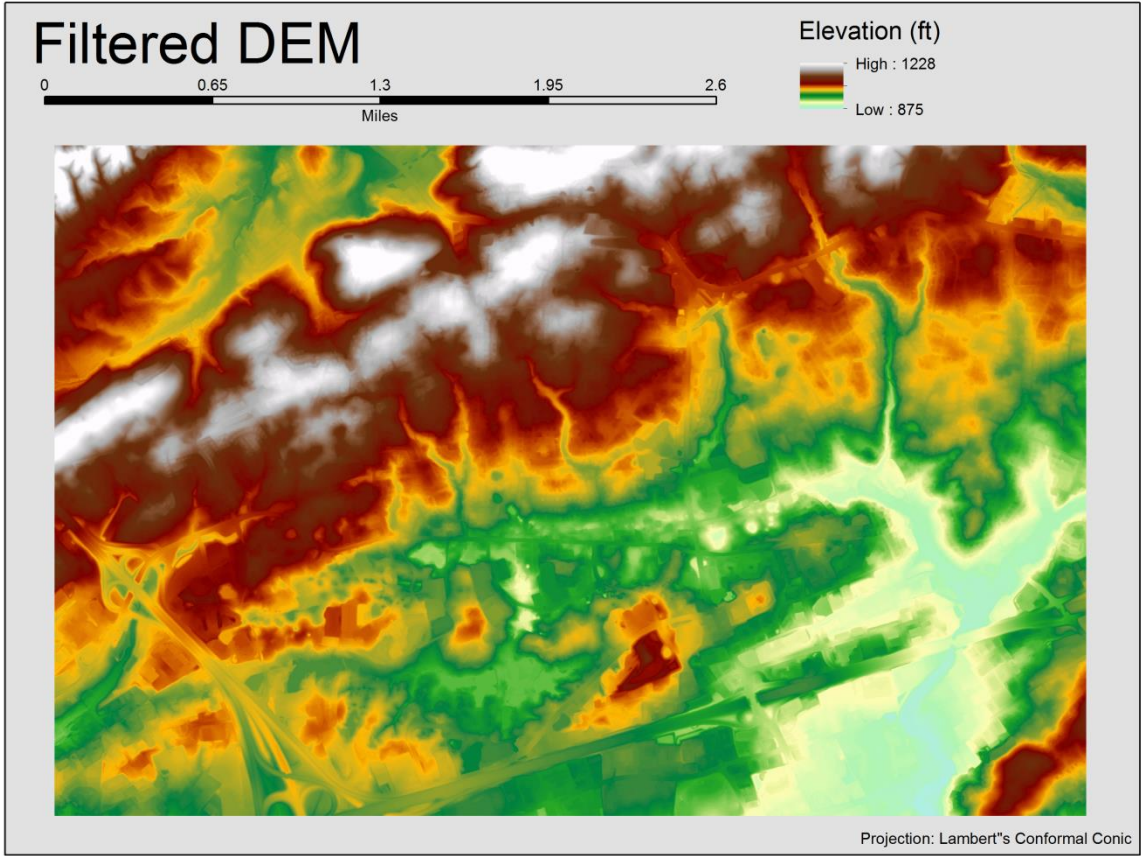 Filtered DEM
0 0.65 1.3 1.95 2.6
Miles
Elevation (ft)
High : 1228
Low : 875
Projection: Lambert"s Conformal Conic